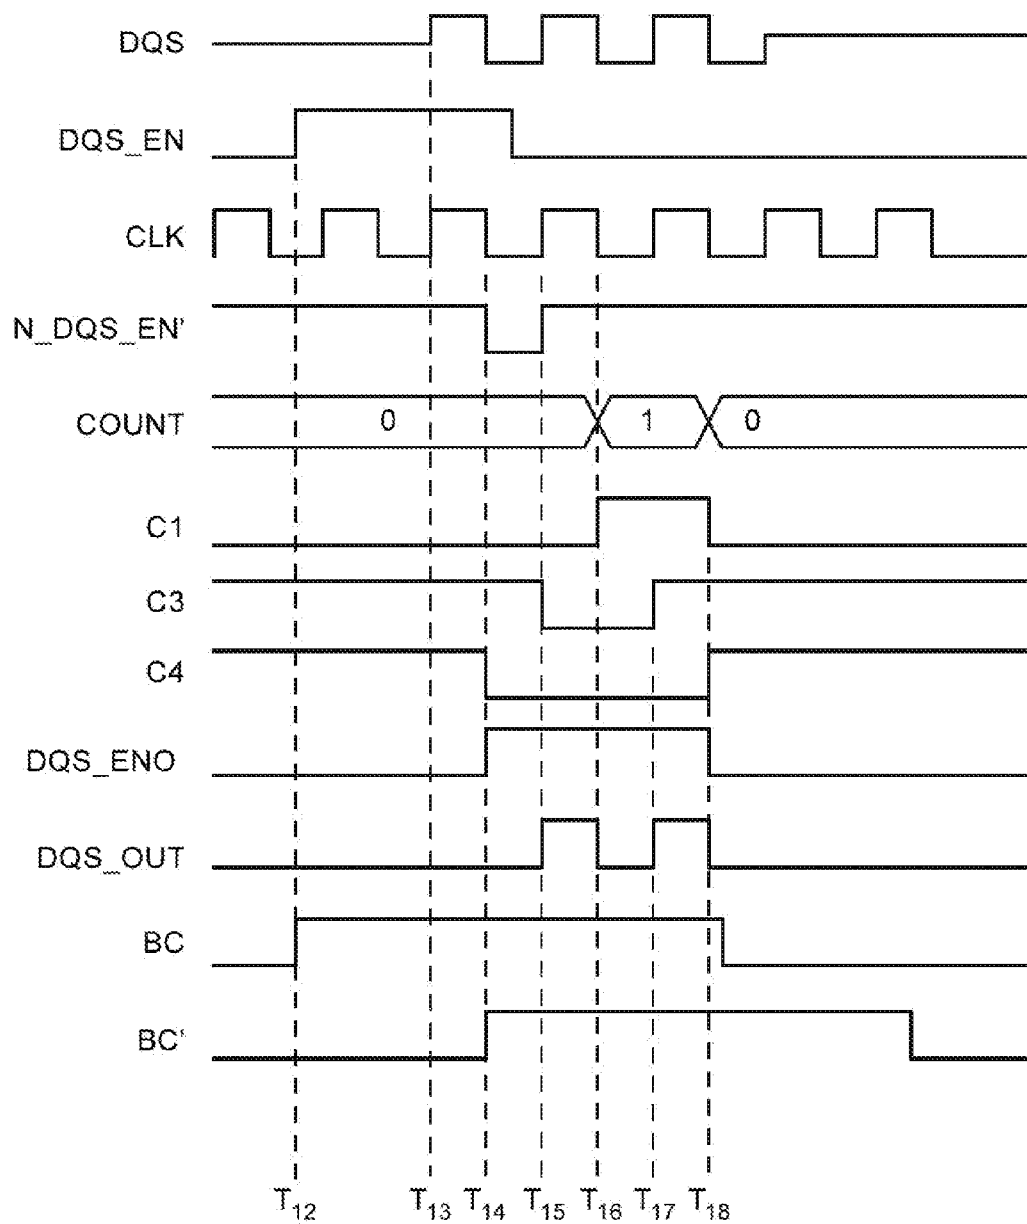 DQS
DQS_EN
CLK
N_DQS_EN'
COUNT 0 1 0
C1
C3
C4
DQS_ENO
DQS_OUT
BC
BC'
T12 T13 T14 T15 T16 T17 T18